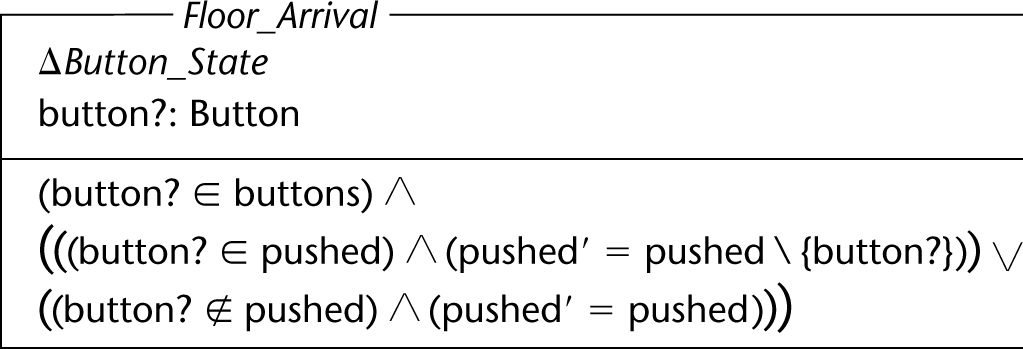 Floor_Arrival
ΔButton_State
button?: Button
(button? ∈ buttons) ∧
(((button? ∈ pushed) ∧ (pushed′ = pushed \ {button?})) ∨
((button? ∉ pushed) ∧ (pushed′ = pushed)))